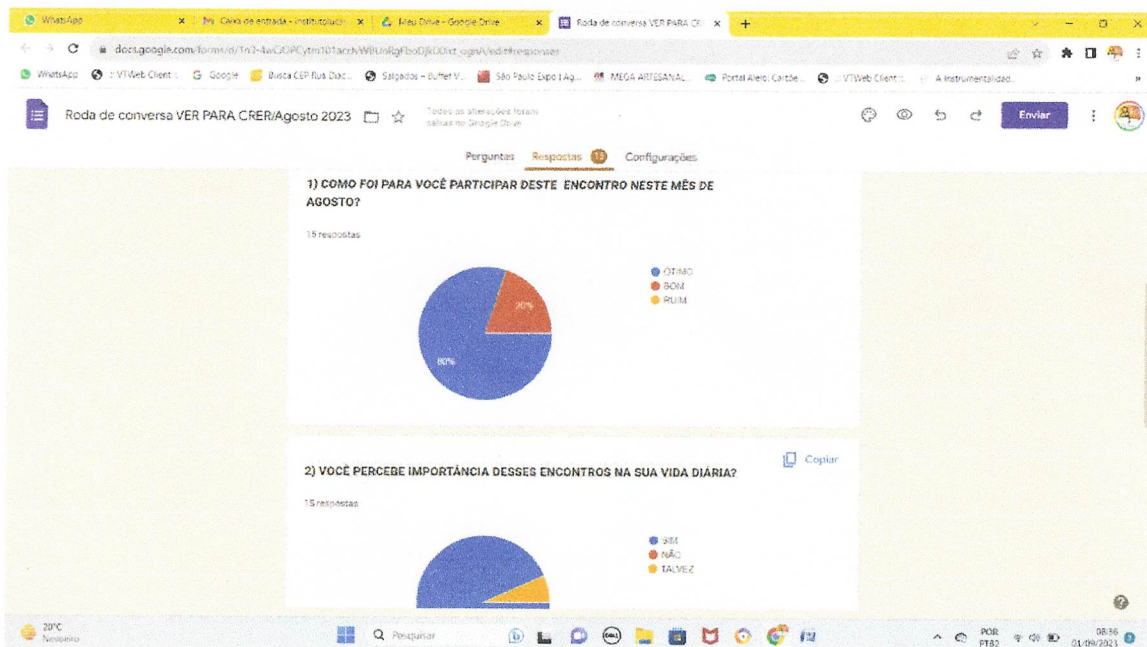 WhatsApp
Caixa de entrada - institutoluca
Meu Drive - Google Drive
Roda de conversa VER PARA CR
WhatsApp
.: VTWeb Client :.
Google
Busca CEP Rua Diac...
Salgados – Buffet V...
São Paulo Expo | Ag...
MEGA ARTESANAL...
Portal Alelo: Cartõe...
.: VTWeb Client :.
A instrumentalidad...
Roda de conversa VER PARA CRER/Agosto 2023
Todas as alterações foram
salvas no Google Drive
Enviar
Perguntas Respostas 15 Configurações
1) COMO FOI PARA VOCÊ PARTICIPAR DESTE ENCONTRO NESTE MÊS DE
AGOSTO?
15 respostas
ÓTIMO
BOM
RUIM
20%
80%
Copiar
2) VOCÊ PERCEBE IMPORTÂNCIA DESSES ENCONTROS NA SUA VIDA DIÁRIA?
15 respostas
SIM
NÃO
TALVEZ
20°C
Nevoeiro
Pesquisar
POR
PTB2
08:36
01/09/2023